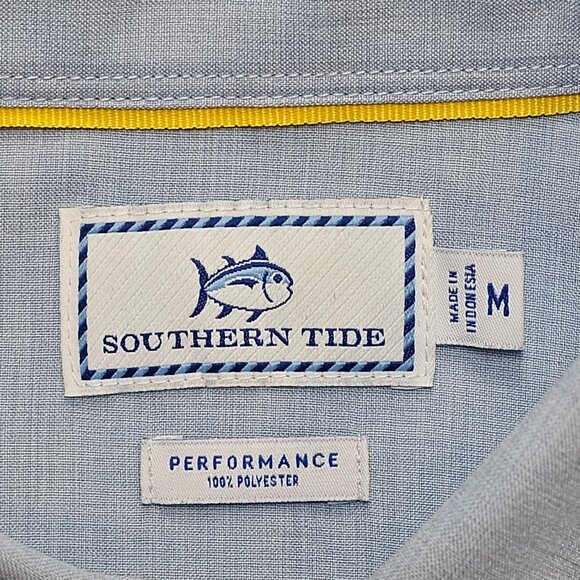 SOUTHERN TIDE
MADE IN
INDONESIA
M
PERFORMANCE
100% POLYESTER